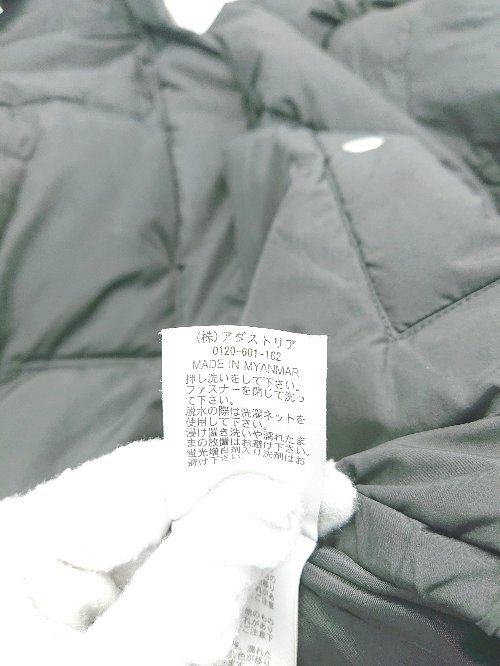 (株)アダストリア
0120-601-162
MADE IN MYANMAR
押し洗いをして下さい。
ファスナーを閉じて洗っ
て下さい。
脱水の際は洗濯ネットを
使用して下さい。
浸け置き洗いや濡れたま
まの放置はお避け下さい。
蛍光増白剤入り洗剤はお
避け下さい